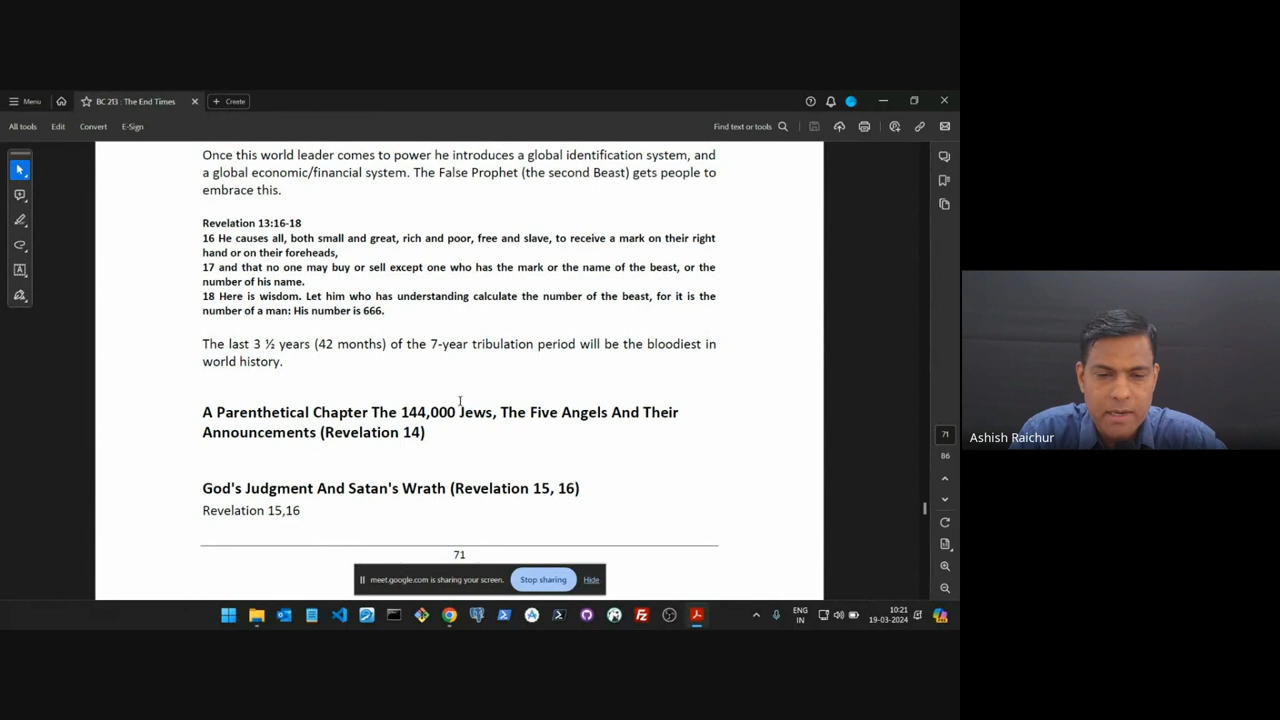 Menu
BC 213 : The End Times
Create
All tools
Edit
Convert
E-Sign
Find text or tools
Once this world leader comes to power he introduces a global identification system, and
a global economic/financial system. The False Prophet (the second Beast) gets people to
embrace this.
Revelation 13:16-18
16 He causes all, both small and great, rich and poor, free and slave, to receive a mark on their right
hand or on their foreheads,
17 and that no one may buy or sell except one who has the mark or the name of the beast, or the
number of his name.
18 Here is wisdom. Let him who has understanding calculate the number of the beast, for it is the
number of a man: His number is 666.
The last 3 ½ years (42 months) of the 7-year tribulation period will be the bloodiest in
world history.
A Parenthetical Chapter The 144,000 Jews, The Five Angels And Their
Announcements (Revelation 14)
God's Judgment And Satan's Wrath (Revelation 15, 16)
Revelation 15,16
71
71
86
meet.google.com is sharing your screen.
Stop sharing
Hide
ENG
IN
10:21
19-03-2024
Ashish Raichur